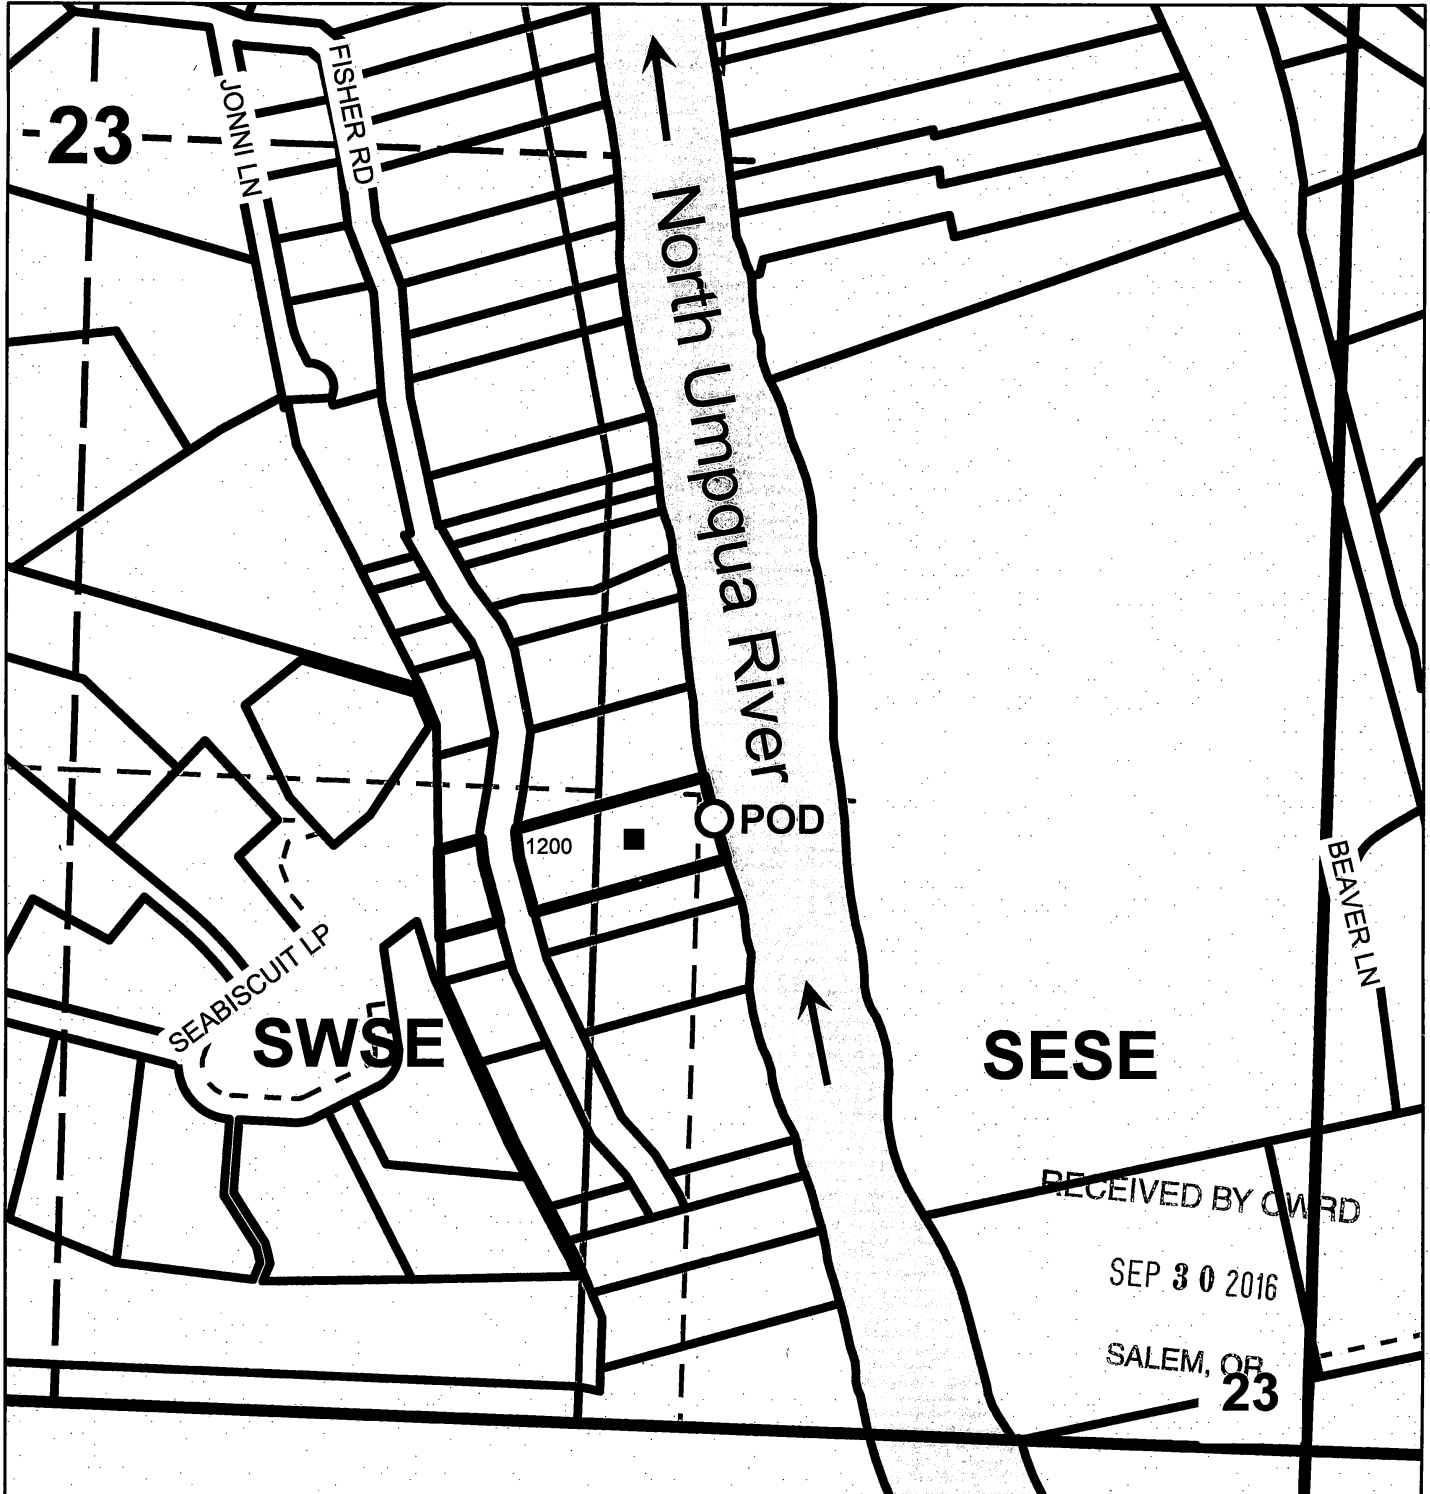 FISHER RD
JONNI LN
-23-
North Umpqua River
POD
1200
BEAVER LN
SEABISCUIT LP
SWSE
SESE
RECEIVED BY OWRD
SEP 30 2016
SALEM, OR
23